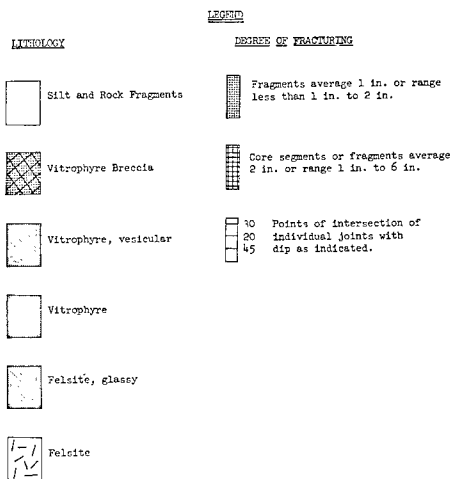 LEGEND
LITHOLOGY
Silt and Rock Fragments
Vitrophyre Breccia
Vitrophyre, vesicular
Vitrophyre
Felsite, glassy
Felsite
DEGREE OF FRACTURING
Fragments average 1 in. or range
less than 1 in. to 2 in.
Core segments or fragments average
2 in. or range 1 in. to 6 in.
30 Points of intersection of
20 individual joints with
45 dip as indicated.